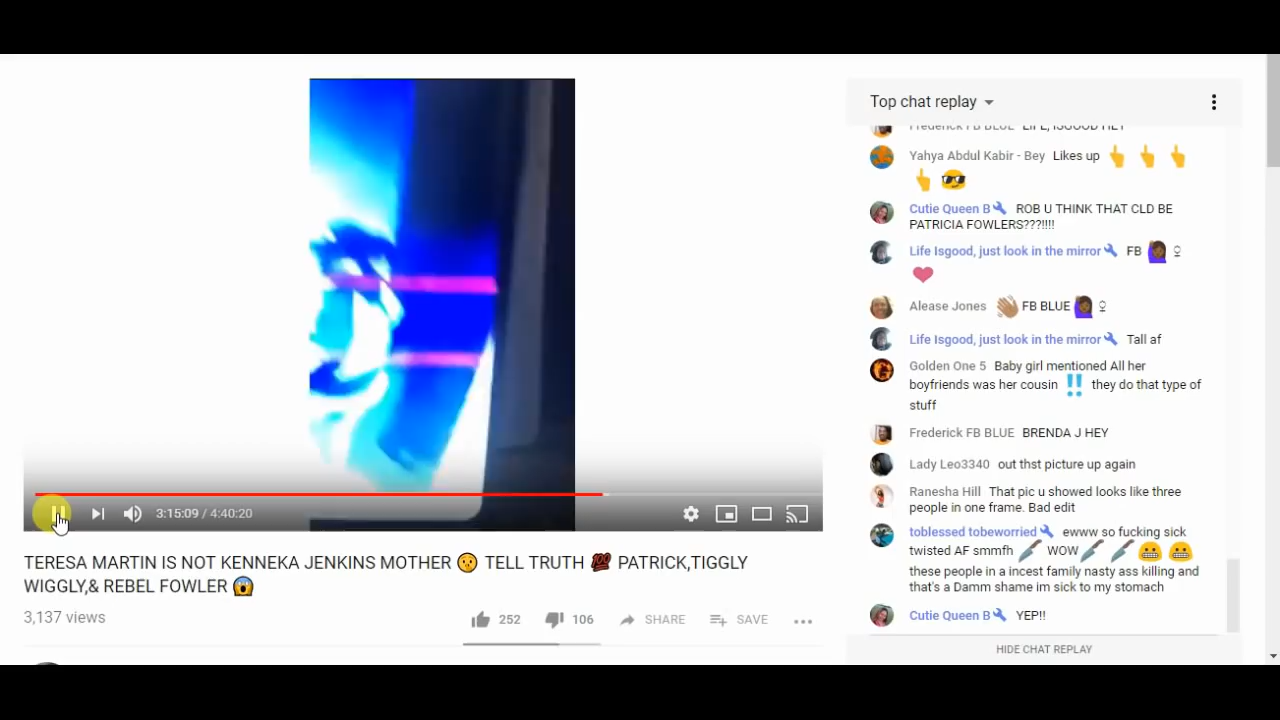 Top chat replay
Frederick FB BLUE LIFE, ISGOOD HEY
Yahya Abdul Kabir - Bey Likes up 👆 👆 👆
👆 😎
Cutie Queen B ROB U THINK THAT CLD BE
PATRICIA FOWLERS???!!!!
Life Isgood, just look in the mirror FB 🙋🏾 ♀
❤
Alease Jones 👋🏽 FB BLUE 🙋🏾 ♀
Life Isgood, just look in the mirror Tall af
Golden One 5 Baby girl mentioned All her
boyfriends was her cousin ‼ they do that type of
stuff
Frederick FB BLUE BRENDA J HEY
Lady Leo3340 out thst picture up again
Ranesha Hill That pic u showed looks like three
people in one frame. Bad edit
toblessed tobeworried ewww so fucking sick
twisted AF smmfh 🔪 WOW 🔪 🔪 😬 😬
these people in a incest family nasty ass killing and
that's a Damm shame im sick to my stomach
Cutie Queen B YEP!!
HIDE CHAT REPLAY
3:15:09 / 4:40:20
TERESA MARTIN IS NOT KENNEKA JENKINS MOTHER 🤫 TELL TRUTH 💯 PATRICK,TIGGLY
WIGGLY,& REBEL FOWLER 😱
3,137 views
252
106
SHARE
SAVE